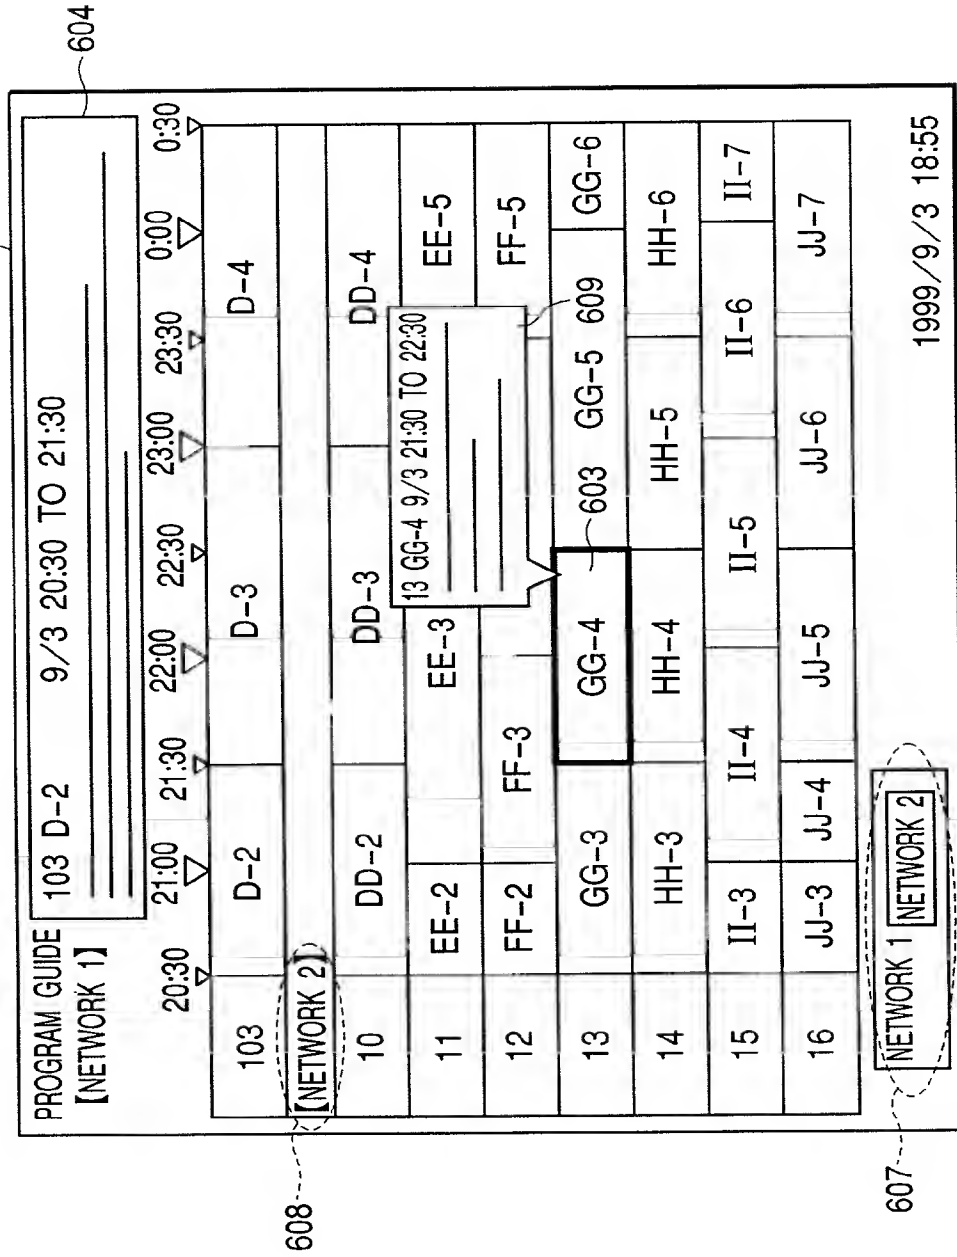 604
PROGRAM GUIDE
【NETWORK 1】
103 D-2 9/3 20:30 TO 21:30
20:30 21:00 21:30 22:00 22:30 23:00 23:30 0:00 0:30
103 D-2 D-3 D-4
608
【NETWORK 2】
10 DD-2 DD-3 DD-4
11 EE-2 EE-3 EE-5
13 GG-4 9/3 21:30 TO 22:30
12 FF-2 FF-3 FF-5
609
13 GG-3 GG-4 GG-5 GG-6
603
14 HH-3 HH-4 HH-5 HH-6
15 II-3 II-4 II-5 II-6 II-7
16 JJ-3 JJ-4 JJ-5 JJ-6 JJ-7
607
NETWORK 1 NETWORK 2
1999/9/3 18:55